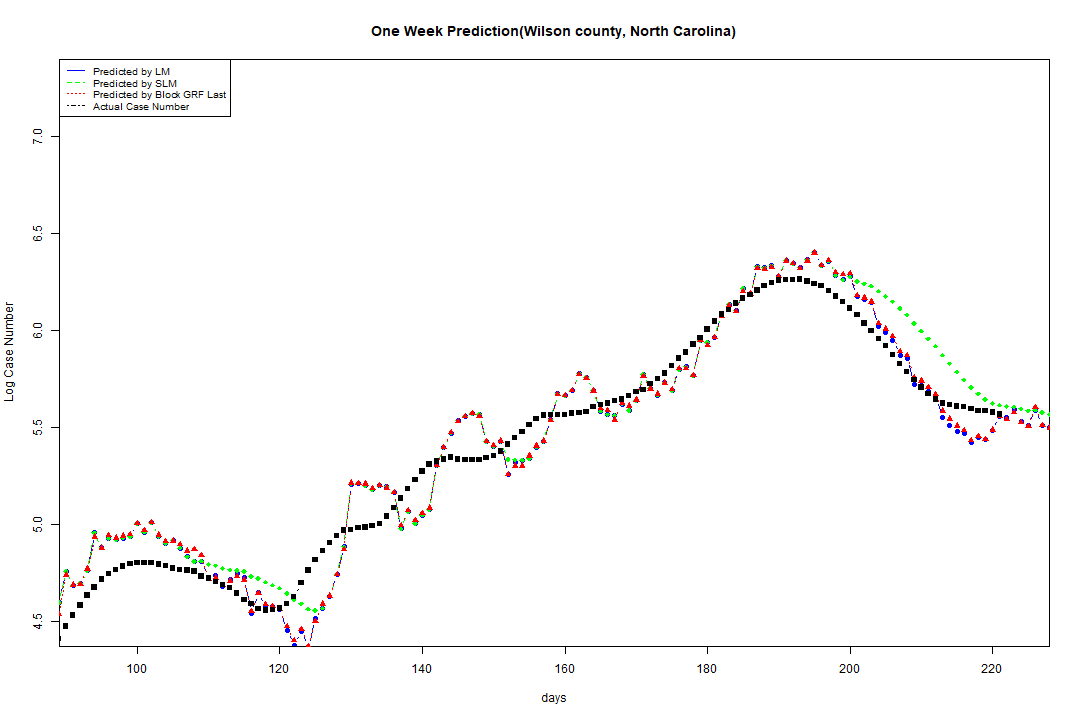 One Week Prediction(Wilson county, North Carolina)
Predicted by LM
Predicted by SLM
Predicted by Block GRF Last
Actual Case Number
Log Case Number
7.0
6.5
6.0
5.5
5.0
4.5
100 120 140 160 180 200 220
days